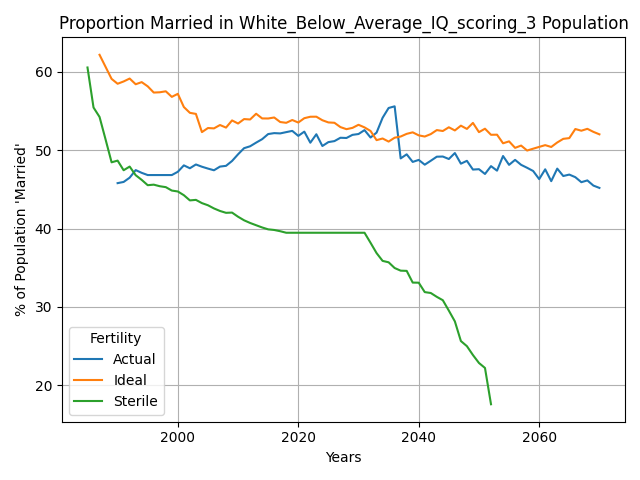 Proportion Married in White_Below_Average_IQ_scoring_3 Population
% of Population 'Married'
60
50
40
30
20
Fertility
Actual
Ideal
Sterile
2000
2020
2040
2060
Years